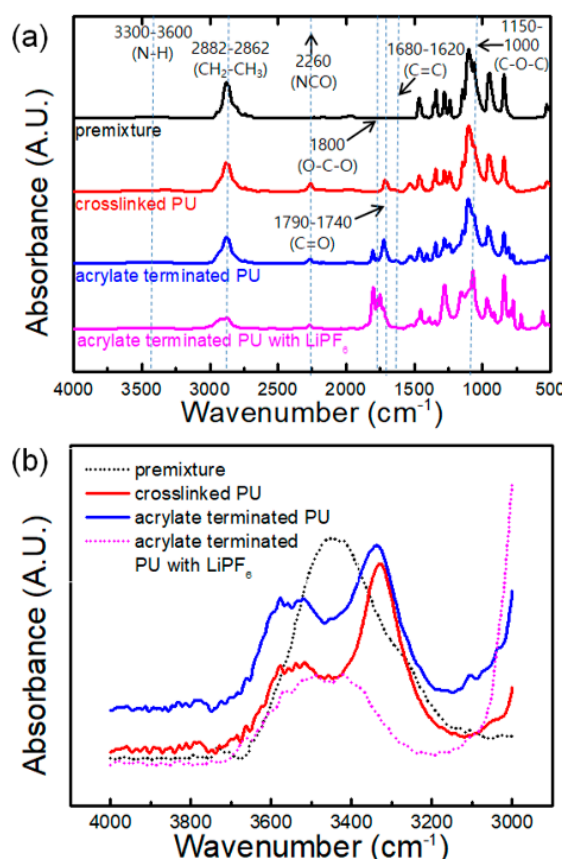 (a)
3300-3600
(N-H)
2882-2862
(CH2-CH3)
2260
(NCO)
1680-1620
(C=C)
1150-
1000
(C-O-C)
premixture
1800
(O-C-O)
crosslinked PU
1790-1740
(C=O)
acrylate terminated PU
acrylate terminated PU with LiPF6
Absorbance (A.U.)
4000 3500 3000 2500 2000 1500 1000 500
Wavenumber (cm-1)
(b)
premixture
crosslinked PU
acrylate terminated PU
acrylate terminated
PU with LiPF6
Absorbance (A.U.)
4000 3800 3600 3400 3200 3000
Wavenumber (cm-1)